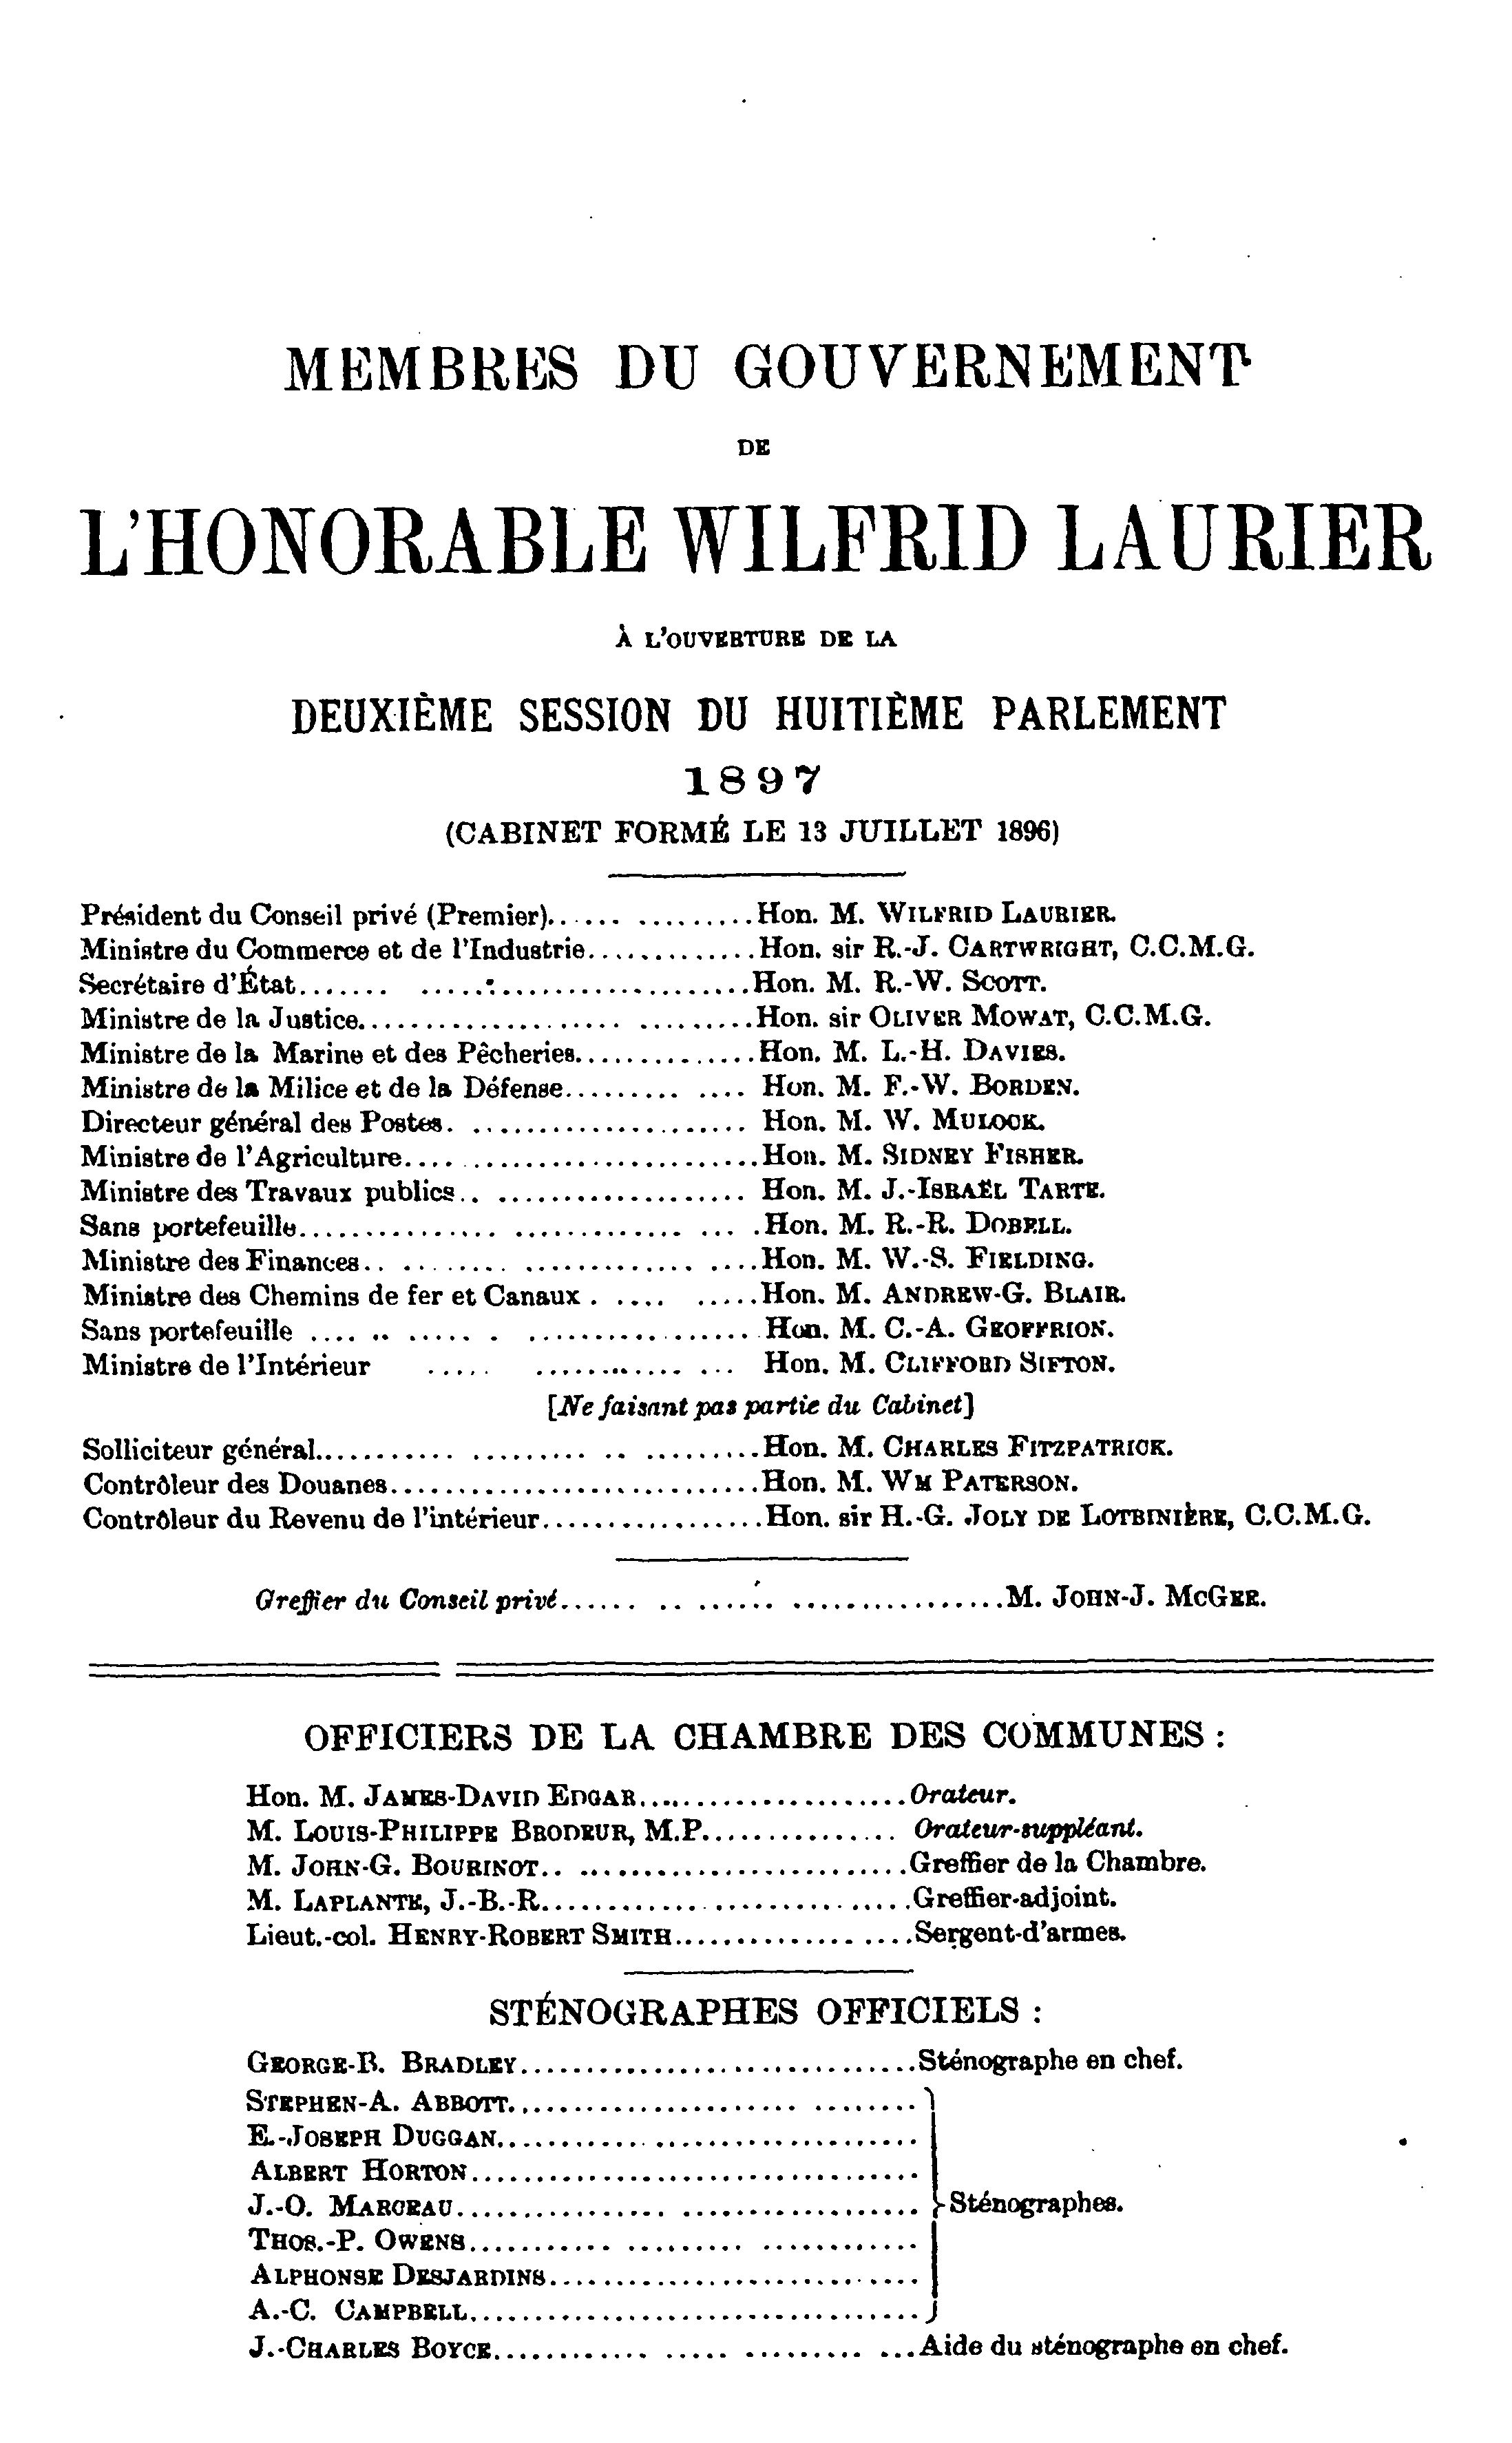 MEMBRES DU GOUVERNEMENT
DE
L'HONORABLE WILFRID LAURIER
À L'OUVERTURE DE LA
DEUXIÈME SESSION DU HUITIÈME PARLEMENT
1897
(CABINET FORMÉ LE 13 JUILLET 1896)
Président du Conseil privé (Premier)..................Hon. M. WILFRID LAURIER.
Ministre du Commerce et de l'Industrie.............Hon. sir R.-J. CARTWRIGHT, C.C.M.G.
Secrétaire d'État..............................Hon. M. R.-W. SCOTT.
Ministre de la Justice.............................Hon. sir OLIVER MOWAT, C.C.M.G.
Ministre de la Marine et des Pêcheries..............Hon. M. L.-H. DAVIES.
Ministre de la Milice et de la Défense............. Hon. M. F.-W. BORDEN.
Directeur général des Postes...................... Hon. M. W. MULOCK.
Ministre de l'Agriculture..........................Hon. M. SIDNEY FISHER.
Ministre des Travaux publics..................... Hon. M. J.-ISRAËL TARTE.
Sans portefeuille.................................Hon. M. R.-R. DOBELL.
Ministre des Finances............................Hon. M. W.-S. FIELDING.
Ministre des Chemins de fer et Canaux..........Hon. M. ANDREW-G. BLAIR.
Sans portefeuille............................ Hon. M. C.-A. GEOFFRION.
Ministre de l'Intérieur................... Hon. M. CLIFFORD SIFTON.
[Ne faisant pas partie du Cabinet]
Solliciteur général..............................Hon. M. CHARLES FITZPATRICK.
Contrôleur des Douanes............................Hon. M. WM PATERSON.
Contrôleur du Revenu de l'intérieur.................Hon. sir H.-G. JOLY DE LOTBINIÈRE, C.C.M.G.
Greffier du Conseil privé..............................M. JOHN-J. MCGEE.
OFFICIERS DE LA CHAMBRE DES COMMUNES :
Hon. M. JAMES-DAVID EDGAR.....................Orateur.
M. LOUIS-PHILIPPE BRODEUR, M.P............... Orateur-suppléant.
M. JOHN-G. BOURINOT...........................Greffier de la Chambre.
M. LAPLANTE, J.-B.-R............................Greffier-adjoint.
Lieut.-col. HENRY-ROBERT SMITH..................Sergent-d'armes.
STÉNOGRAPHES OFFICIELS :
GEORGE-B. BRADLEY..............................Sténographe en chef.
STEPHEN-A. ABBOTT..............................
E.-JOSEPH DUGGAN...............................
ALBERT HORTON..................................
J.-O. MARCEAU.................................. Sténographes.
THOS.-P. OWENS.................................
ALPHONSE DESJARDINS............................
A.-C. CAMPBELL.................................
J.-CHARLES BOYCE.............................Aide du sténographe en chef.